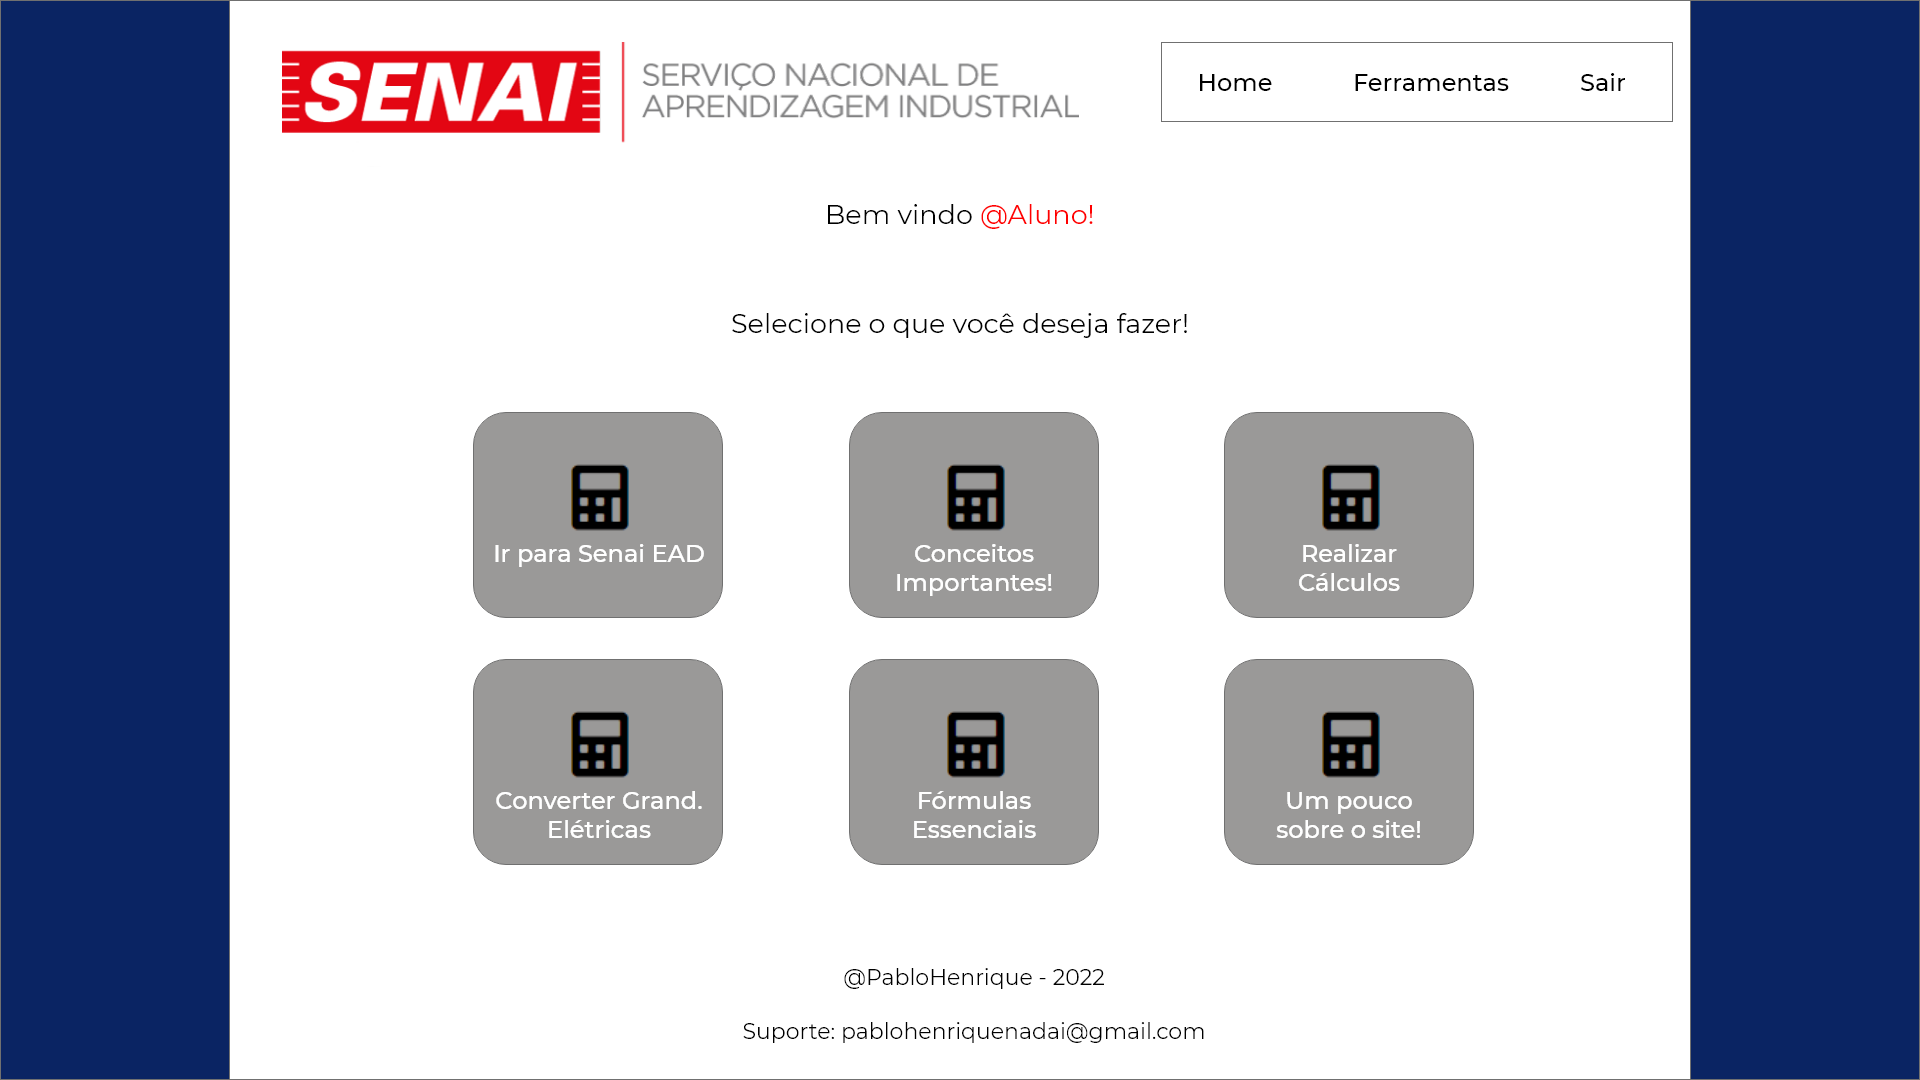 SENAI
SERVIÇO NACIONAL DE
APRENDIZAGEM INDUSTRIAL
Home Ferramentas Sair
Bem vindo @Aluno!
Selecione o que você deseja fazer!
Ir para Senai EAD
Conceitos
Importantes!
Realizar
Cálculos
Converter Grand.
Elétricas
Fórmulas
Essenciais
Um pouco
sobre o site!
@PabloHenrique - 2022
Suporte: pablohenriquenadai@gmail.com